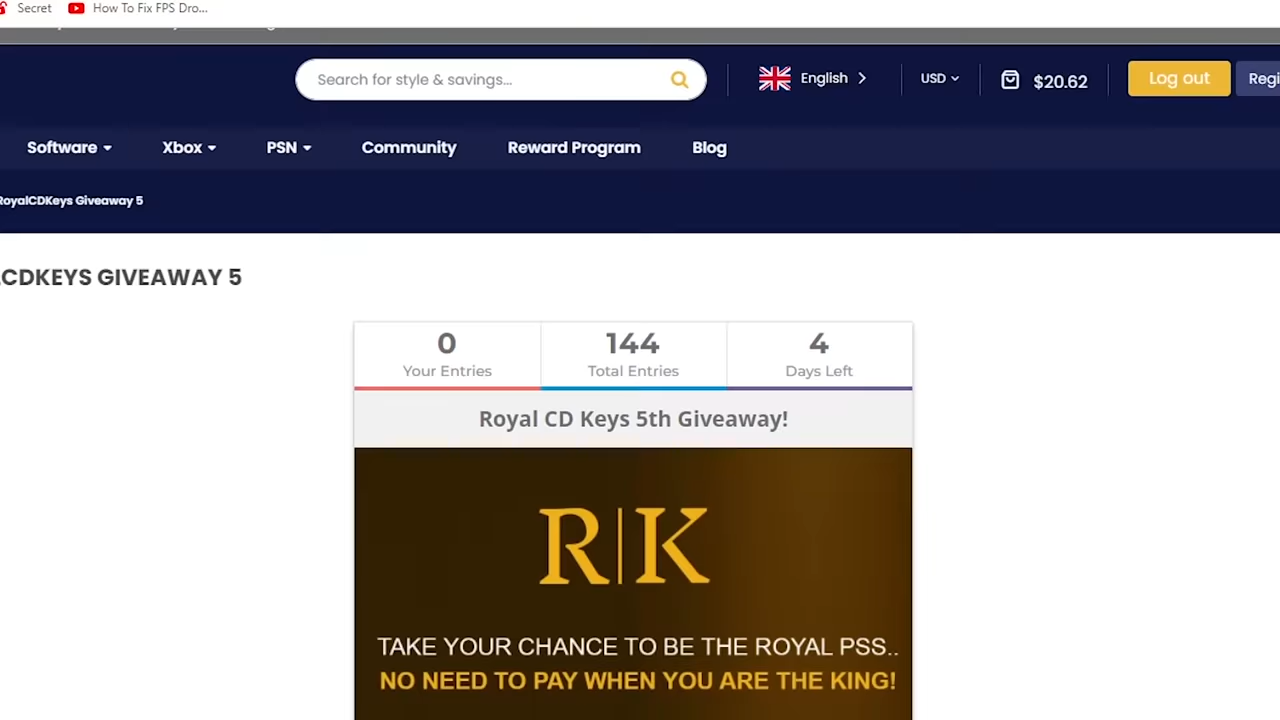 Secret How To Fix FPS Dro...
Search for style & savings... English USD $20.62 Log out Regi
Software Xbox PSN Community Reward Program Blog
RoyalCDKeys Giveaway 5
CDKEYS GIVEAWAY 5
0 144 4
Your Entries Total Entries Days Left
Royal CD Keys 5th Giveaway!
R|K
TAKE YOUR CHANCE TO BE THE ROYAL PSS..
NO NEED TO PAY WHEN YOU ARE THE KING!